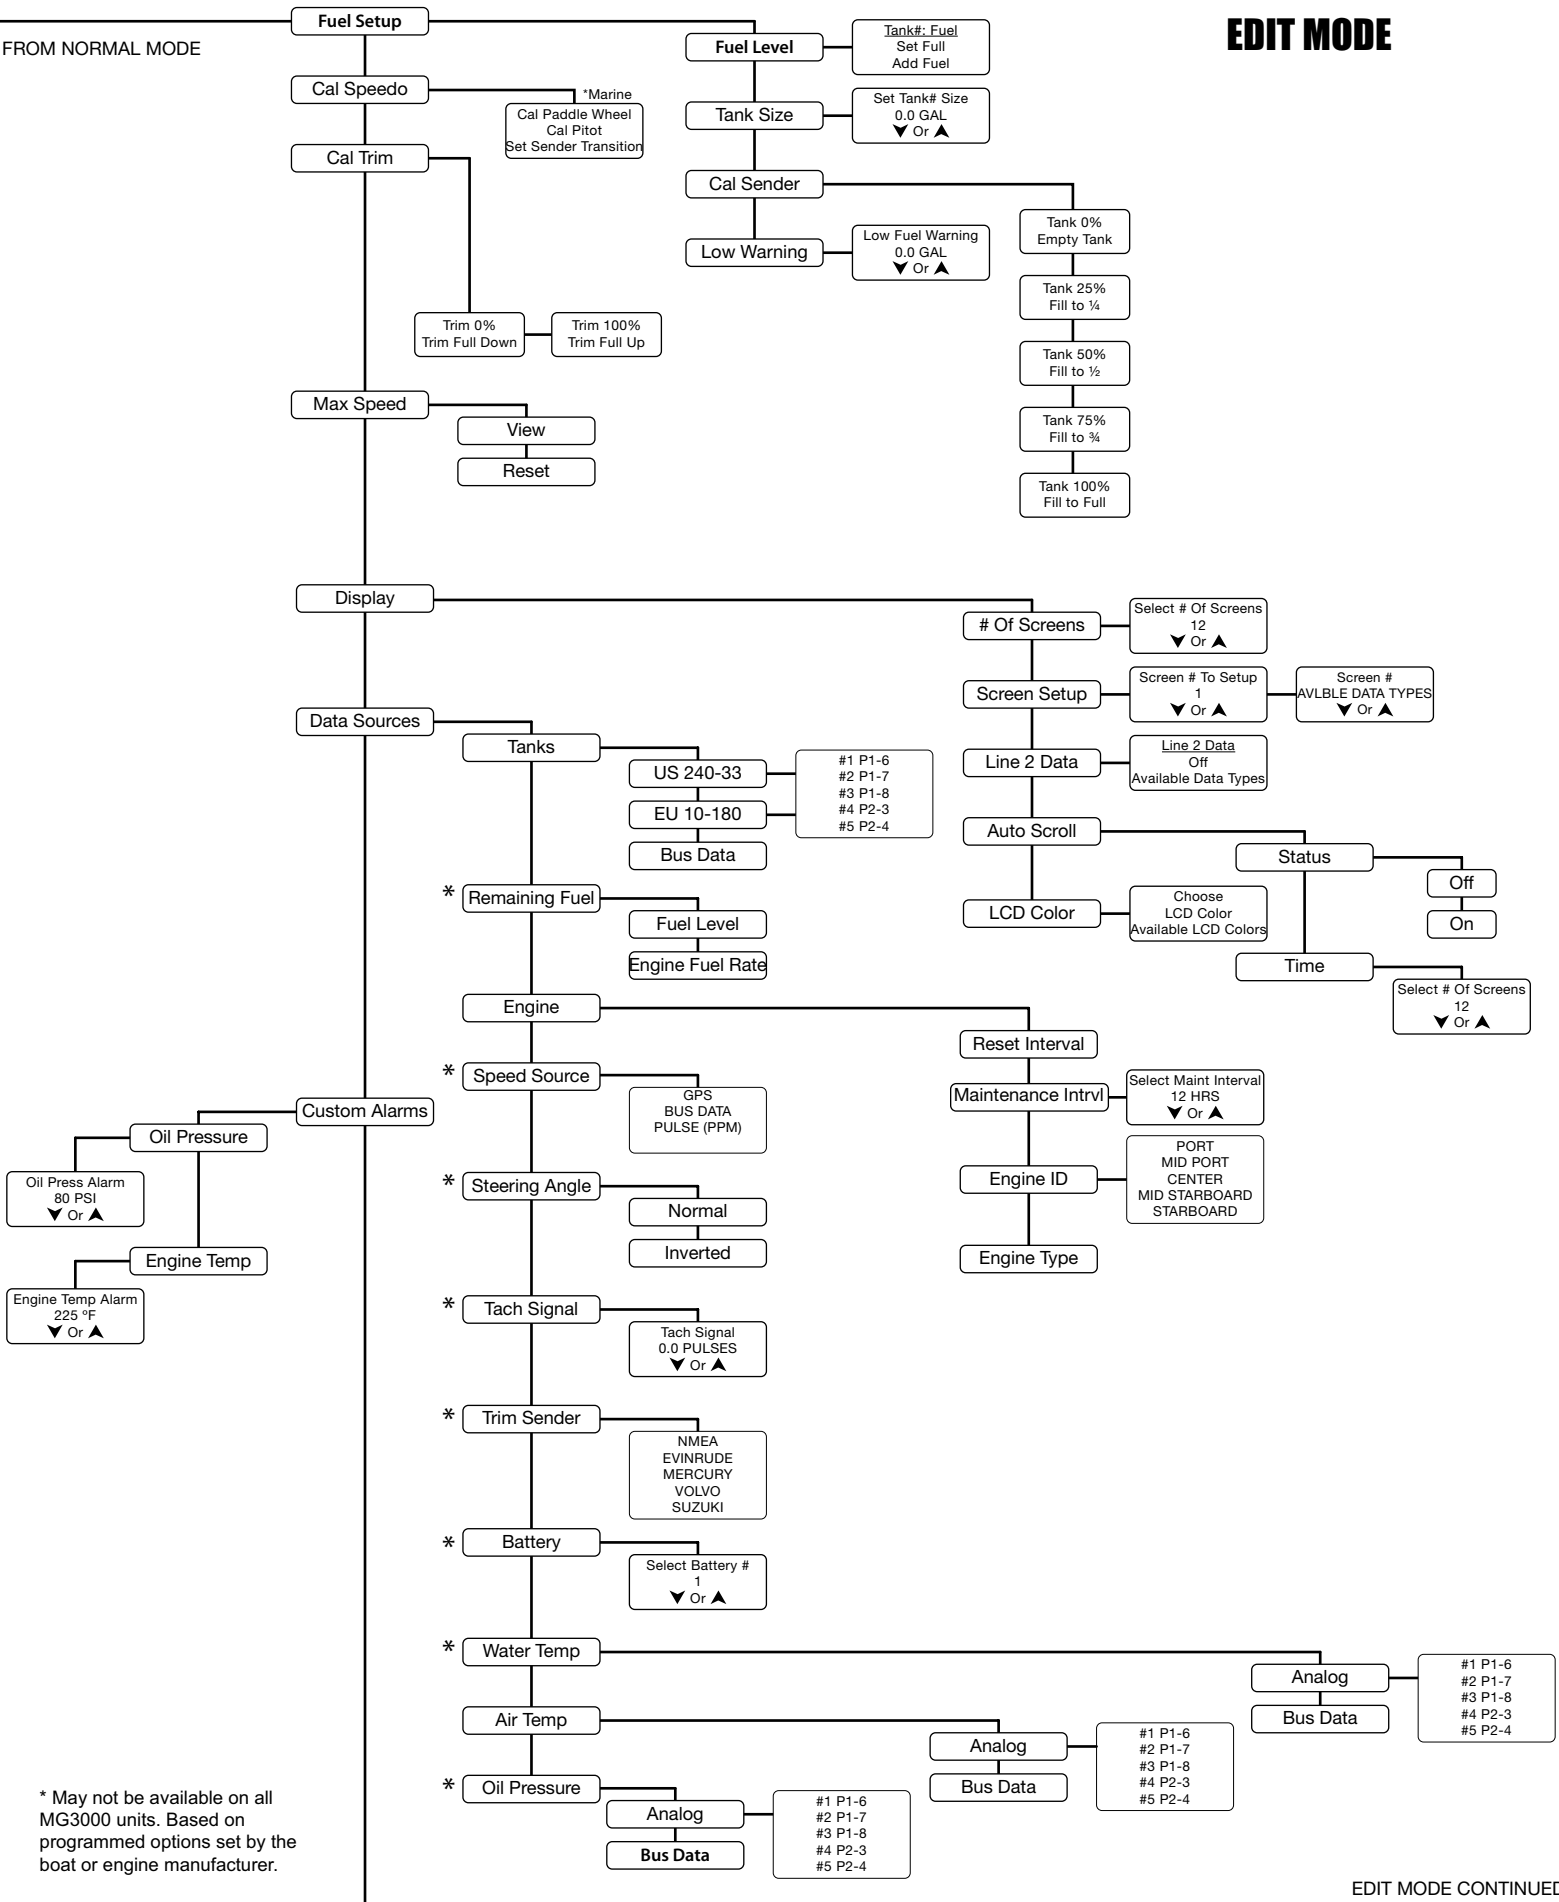 EDIT MODE
FROM NORMAL MODE
Fuel Setup
Fuel Level
Tank#: Fuel
Set Full
Add Fuel
Tank Size
Set Tank# Size
0.0 GAL
Or
Cal Sender
Tank 0%
Empty Tank
Tank 25%
Fill to ¼
Tank 50%
Fill to ½
Tank 75%
Fill to ¾
Tank 100%
Fill to Full
Low Warning
Low Fuel Warning
0.0 GAL
Or
Cal Speedo
*Marine
Cal Paddle Wheel
Cal Pitot
Set Sender Transition
Cal Trim
Trim 0%
Trim Full Down
Trim 100%
Trim Full Up
Max Speed
View
Reset
Display
# Of Screens
Select # Of Screens
12
Or
Screen Setup
Screen # To Setup
1
Or
Screen #
AVLBLE DATA TYPES
Or
Line 2 Data
Line 2 Data
Off
Available Data Types
Auto Scroll
Status
Off
On
Time
Select # Of Screens
12
Or
LCD Color
Choose
LCD Color
Available LCD Colors
Data Sources
Tanks
US 240-33
EU 10-180
#1 P1-6
#2 P1-7
#3 P1-8
#4 P2-3
#5 P2-4
Bus Data
* Remaining Fuel
Fuel Level
Engine Fuel Rate
Engine
Reset Interval
Maintenance Intrvl
Select Maint Interval
12 HRS
Or
Engine ID
PORT
MID PORT
CENTER
MID STARBOARD
STARBOARD
Engine Type
* Speed Source
GPS
BUS DATA
PULSE (PPM)
* Steering Angle
Normal
Inverted
* Tach Signal
Tach Signal
0.0 PULSES
Or
* Trim Sender
NMEA
EVINRUDE
MERCURY
VOLVO
SUZUKI
* Battery
Select Battery #
1
Or
* Water Temp
Analog
#1 P1-6
#2 P1-7
#3 P1-8
#4 P2-3
#5 P2-4
Bus Data
Air Temp
Analog
#1 P1-6
#2 P1-7
#3 P1-8
#4 P2-3
#5 P2-4
Bus Data
* Oil Pressure
Analog
#1 P1-6
#2 P1-7
#3 P1-8
#4 P2-3
#5 P2-4
Bus Data
Custom Alarms
Oil Pressure
Oil Press Alarm
80 PSI
Or
Engine Temp
Engine Temp Alarm
225 ºF
Or
* May not be available on all
MG3000 units. Based on
programmed options set by the
boat or engine manufacturer.
EDIT MODE CONTINUED